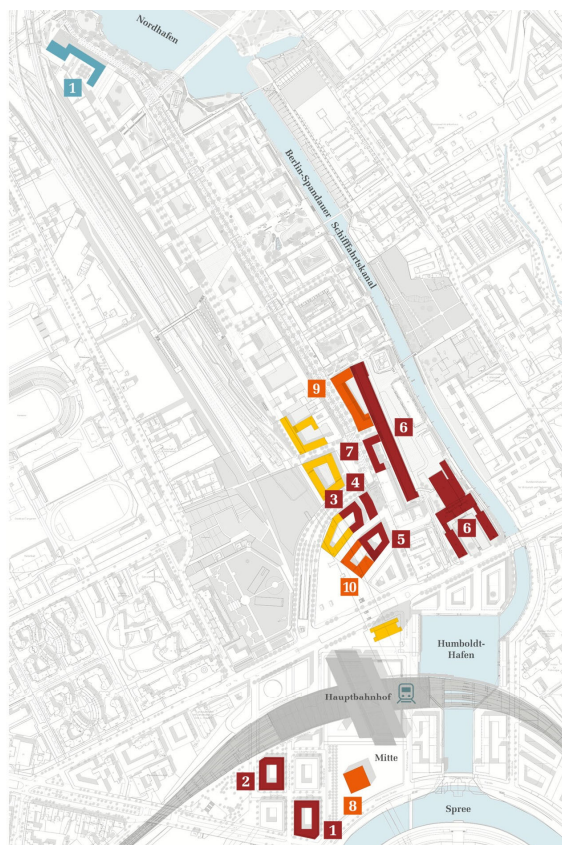 Nordhafen
1
Berlin-Spandauer Schifffahrtskanal
9
6
7
4
3
6
5
10
Humboldt-
Hafen
Hauptbahnhof
Mitte
2
8
Spree
1